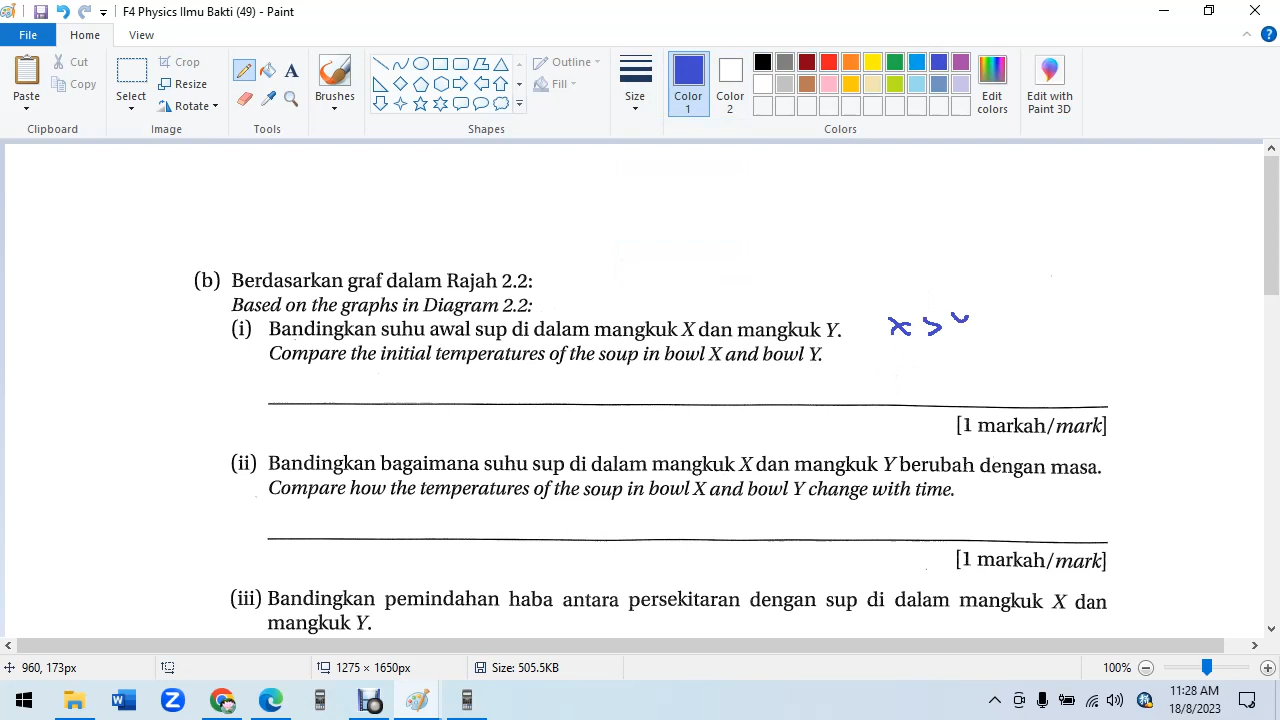 F4 Physics Ilmu Bakti (49) - Paint
File Home View
Paste
Cut
Copy
Clipboard
Select
Crop
Resize
Rotate
Image
Tools
Brushes
Shapes
Outline
Fill
Size
Color 1
Color 2
Edit colors
Colors
Edit with Paint 3D
(b) Berdasarkan graf dalam Rajah 2.2:
Based on the graphs in Diagram 2.2:
(i) Bandingkan suhu awal sup di dalam mangkuk X dan mangkuk Y. x >
Compare the initial temperatures of the soup in bowl X and bowl Y.
[1 markah/mark]
(ii) Bandingkan bagaimana suhu sup di dalam mangkuk X dan mangkuk Y berubah dengan masa.
Compare how the temperatures of the soup in bowl X and bowl Y change with time.
[1 markah/mark]
(iii) Bandingkan pemindahan haba antara persekitaran dengan sup di dalam mangkuk X dan
mangkuk Y.
960, 173px 1275 × 1650px Size: 505.5KB 100%
11:28 AM
18/8/2023